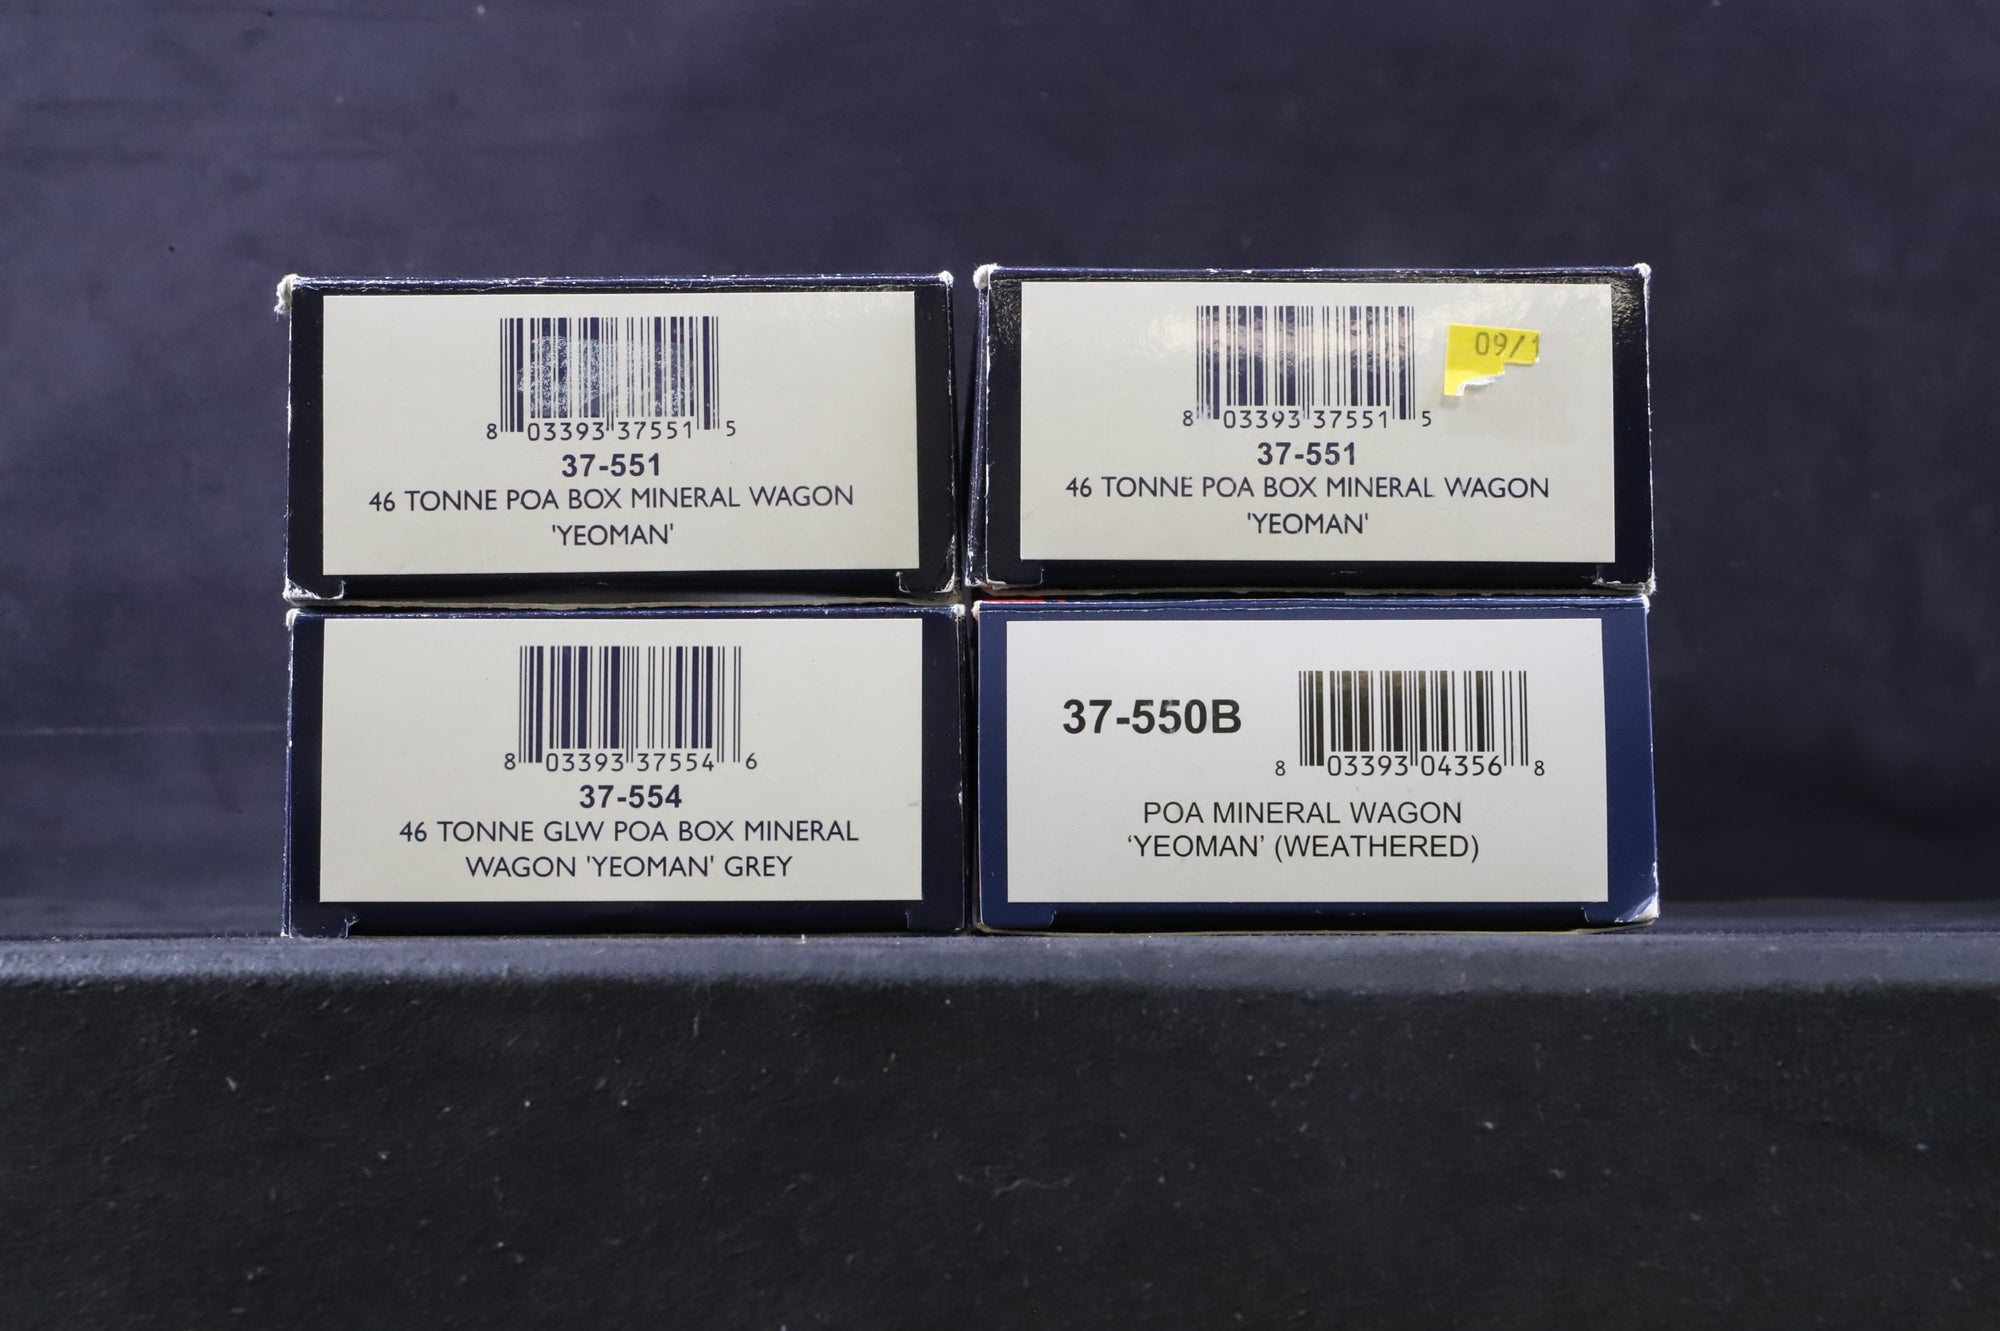 8 03393 37551 5
37-551
46 TONNE POA BOX MINERAL WAGON
'YEOMAN'
09/1
8 03393 37551 5
37-551
46 TONNE POA BOX MINERAL WAGON
'YEOMAN'
8 03393 37554 6
37-554
46 TONNE GLW POA BOX MINERAL
WAGON 'YEOMAN' GREY
37-550B
8 03393 04356 8
POA MINERAL WAGON
‘YEOMAN’ (WEATHERED)